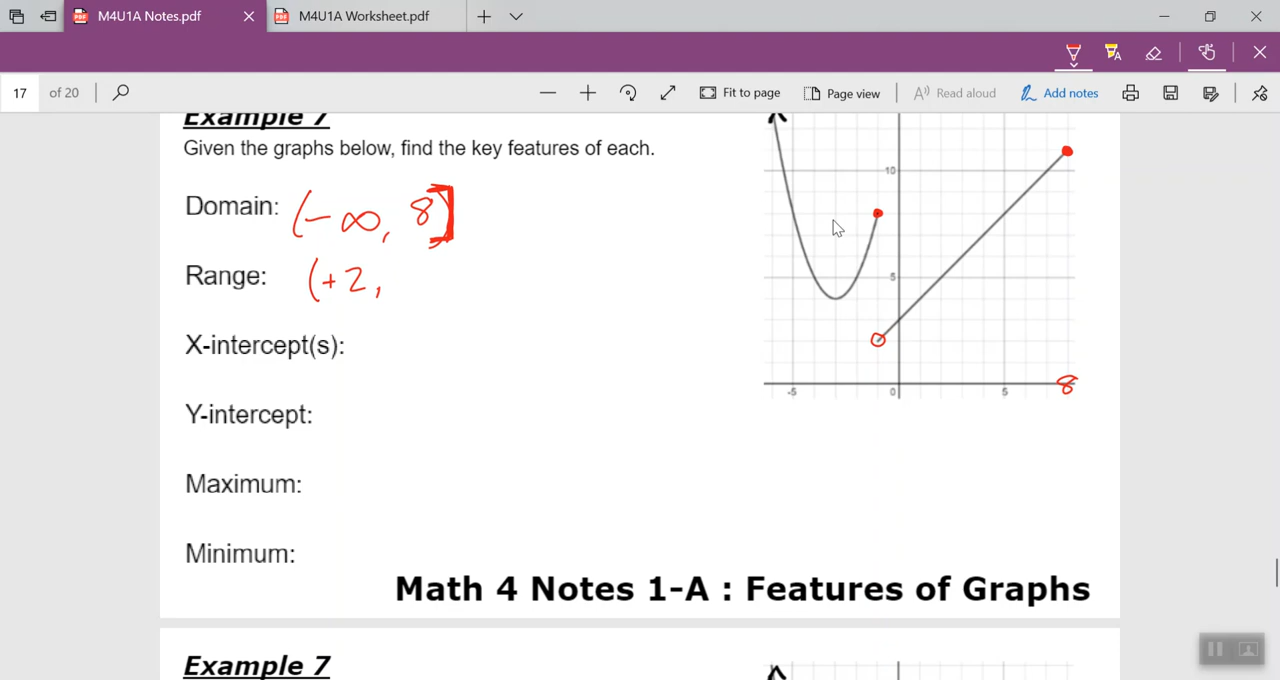 M4U1A Notes.pdf
M4U1A Worksheet.pdf
17 of 20
Fit to page
Page view
Read aloud
Add notes
Example 7
Given the graphs below, find the key features of each.
Domain: (-∞, 8]
Range: (+2,
X-intercept(s):
Y-intercept:
Maximum:
Minimum:
10
5
-5 0 5 8
Math 4 Notes 1-A : Features of Graphs
Example 7